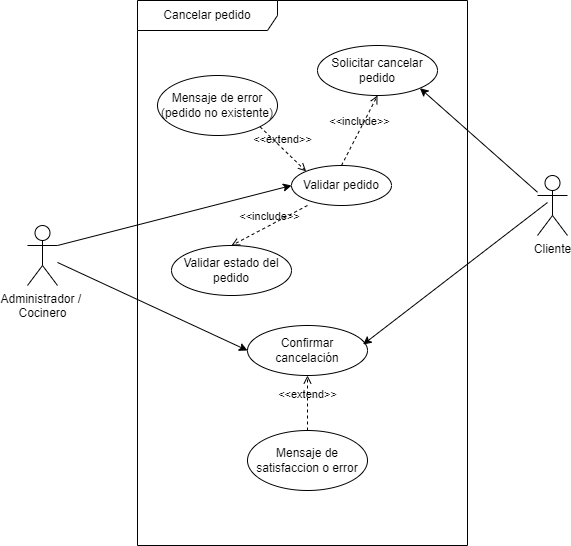 Cancelar pedido
Solicitar cancelar
pedido
Mensaje de error
(pedido no existente)
<<include>>
<<extend>>
Validar pedido
<<include>>
Validar estado del
pedido
Cliente
Administrador /
Cocinero
Confirmar
cancelación
<<extend>>
Mensaje de
satisfaccion o error